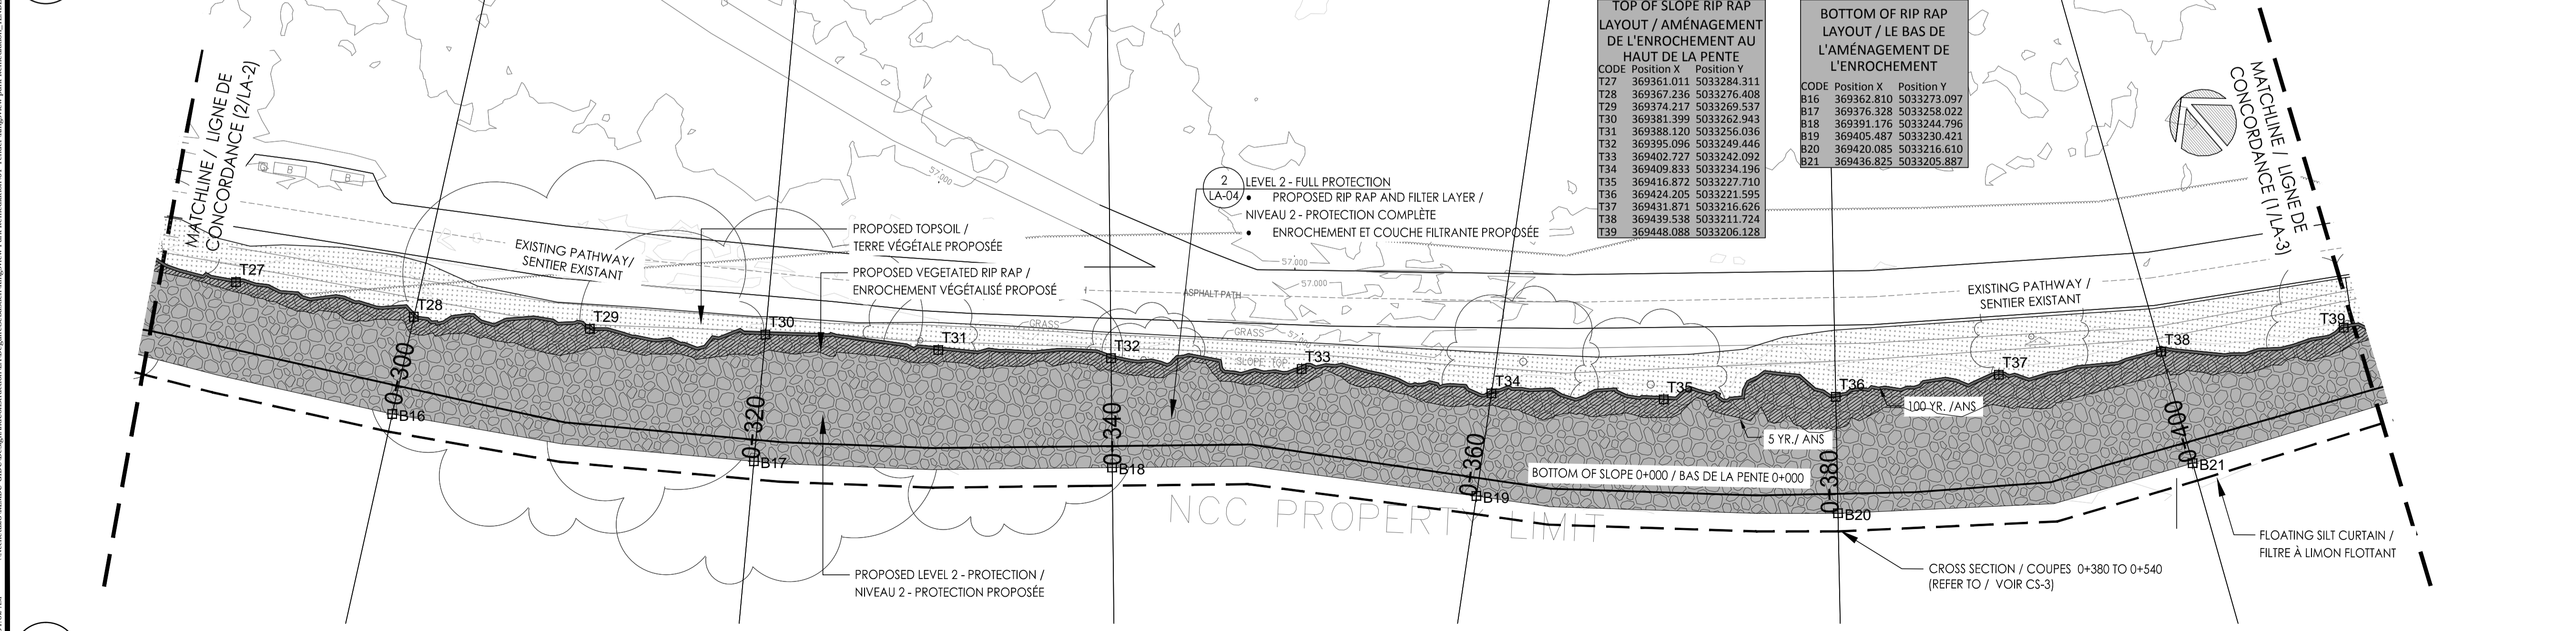 MATCHLINE / LIGNE DE
CONCORDANCE (2/LA-2)
TOP OF SLOPE RIP RAP
LAYOUT / AMÉNAGEMENT
DE L'ENROCHEMENT AU
HAUT DE LA PENTE
CODE Position X Position Y
T27 369361.011 5033284.311
T28 369367.236 5033276.408
T29 369374.217 5033269.537
T30 369381.399 5033262.943
T31 369388.120 5033256.036
T32 369395.096 5033249.446
T33 369402.727 5033242.092
T34 369409.833 5033234.196
T35 369416.872 5033227.710
T36 369424.205 5033221.595
T37 369431.871 5033216.626
T38 369439.538 5033211.724
T39 369448.088 5033206.128
BOTTOM OF RIP RAP
LAYOUT / LE BAS DE
L'AMÉNAGEMENT DE
L'ENROCHEMENT
CODE Position X Position Y
B16 369362.810 5033273.097
B17 369376.328 5033258.022
B18 369391.176 5033244.796
B19 369405.487 5033230.421
B20 369420.085 5033216.610
B21 369436.825 5033205.887
MATCHLINE / LIGNE DE
CONCORDANCE (1/LA-3)
B
B
57.000
2
LA-04
LEVEL 2 - FULL PROTECTION
• PROPOSED RIP RAP AND FILTER LAYER /
NIVEAU 2 - PROTECTION COMPLÈTE
• ENROCHEMENT ET COUCHE FILTRANTE PROPOSÉE
PROPOSED TOPSOIL /
TERRE VÉGÉTALE PROPOSÉE
EXISTING PATHWAY/
SENTIER EXISTANT
PROPOSED VEGETATED RIP RAP /
ENROCHEMENT VÉGÉTALISÉ PROPOSÉ
57.000
57.000
ASPHALT PATH
EXISTING PATHWAY /
SENTIER EXISTANT
GRASS
GRASS
SLOPE TOP
T27
T28
T29
T30
T31
T32
T33
T34
T35
T36
T37
T38
T39
100 YR. /ANS
5 YR./ ANS
0+300
0+320
0+340
0+360
0+380
0+400
B16
B17
B18
B19
B20
B21
BOTTOM OF SLOPE 0+000 / BAS DE LA PENTE 0+000
NCC PROPERTY LIMIT
FLOATING SILT CURTAIN /
FILTRE À LIMON FLOTTANT
CROSS SECTION / COUPES 0+380 TO 0+540
(REFER TO / VOIR CS-3)
PROPOSED LEVEL 2 - PROTECTION /
NIVEAU 2 - PROTECTION PROPOSÉE